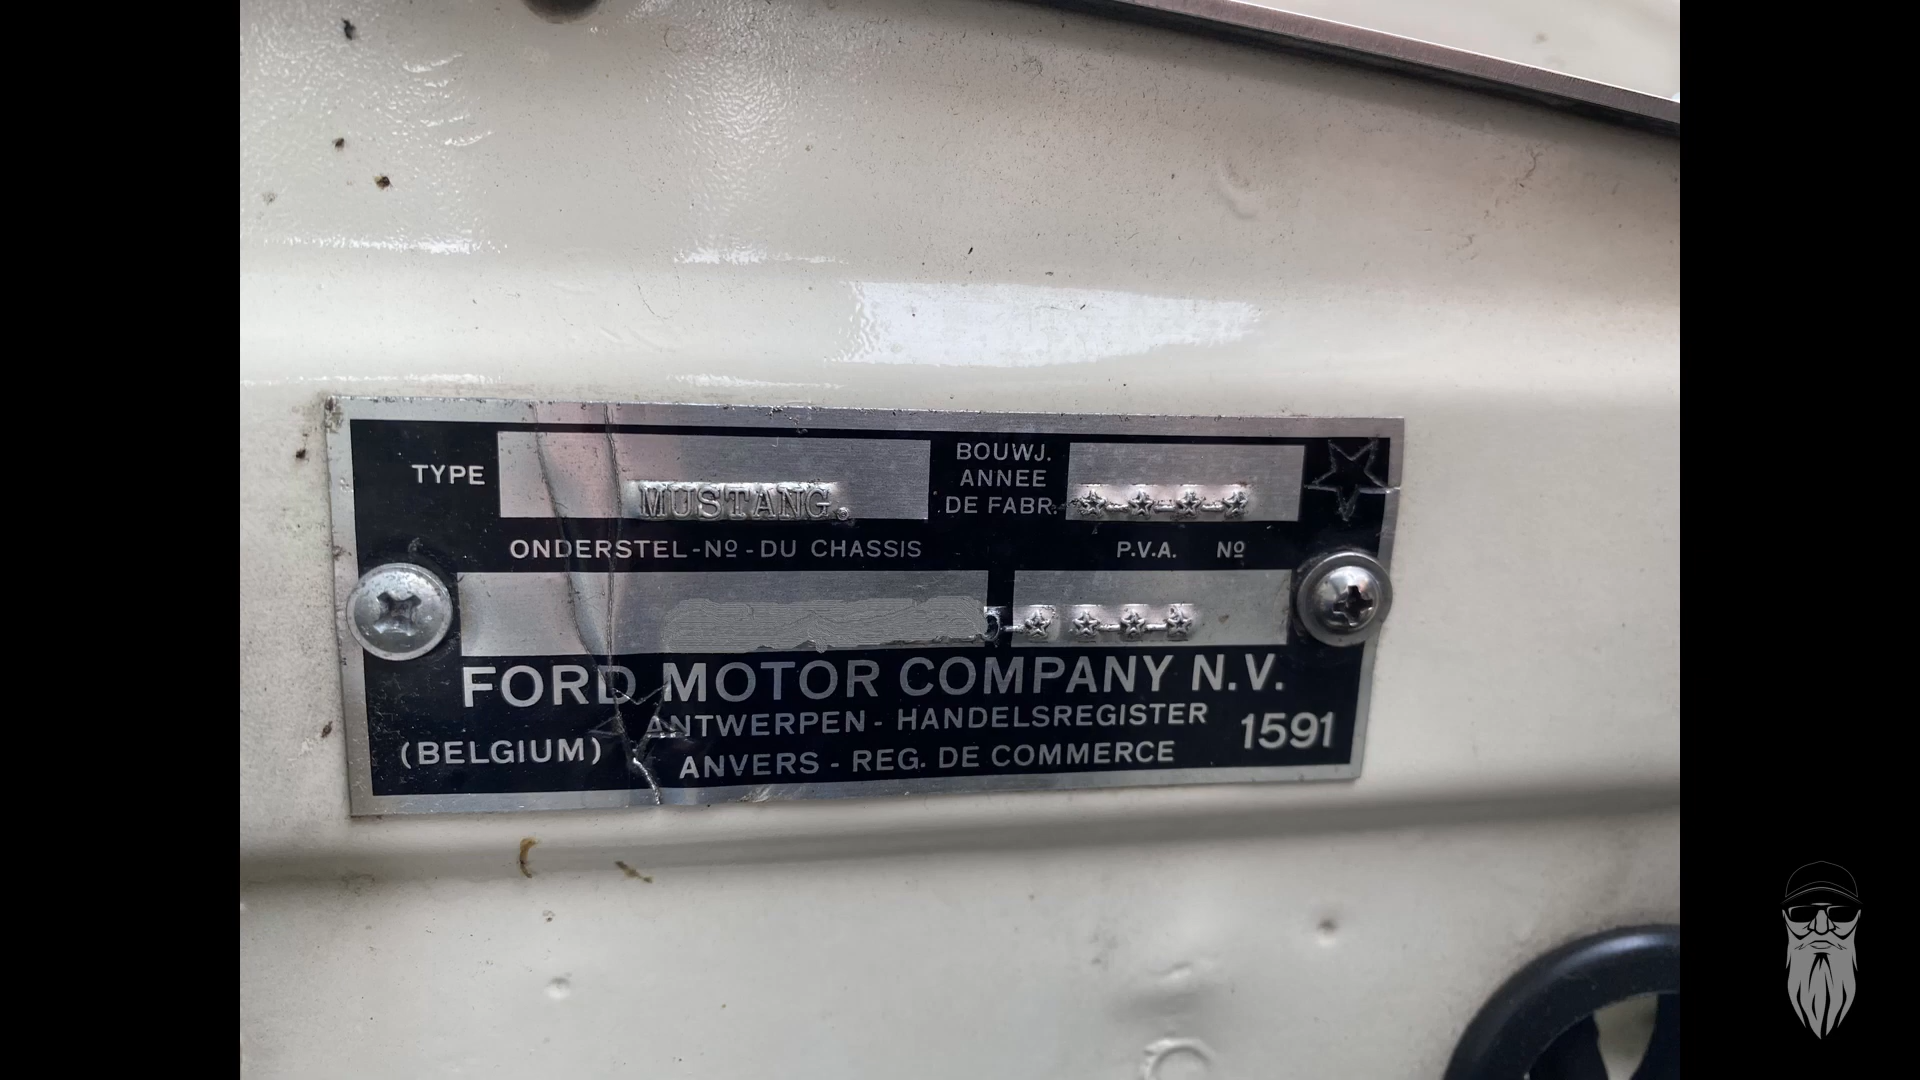 TYPE MUSTANG. BOUWJ.
ANNEE
DE FABR. ☆-☆-☆-☆
ONDERSTEL-Nº-DU CHASSIS P.V.A. Nº
-☆ ☆ ☆-☆
FORD MOTOR COMPANY N.V.
(BELGIUM) ANTWERPEN - HANDELSREGISTER 1591
ANVERS - REG. DE COMMERCE